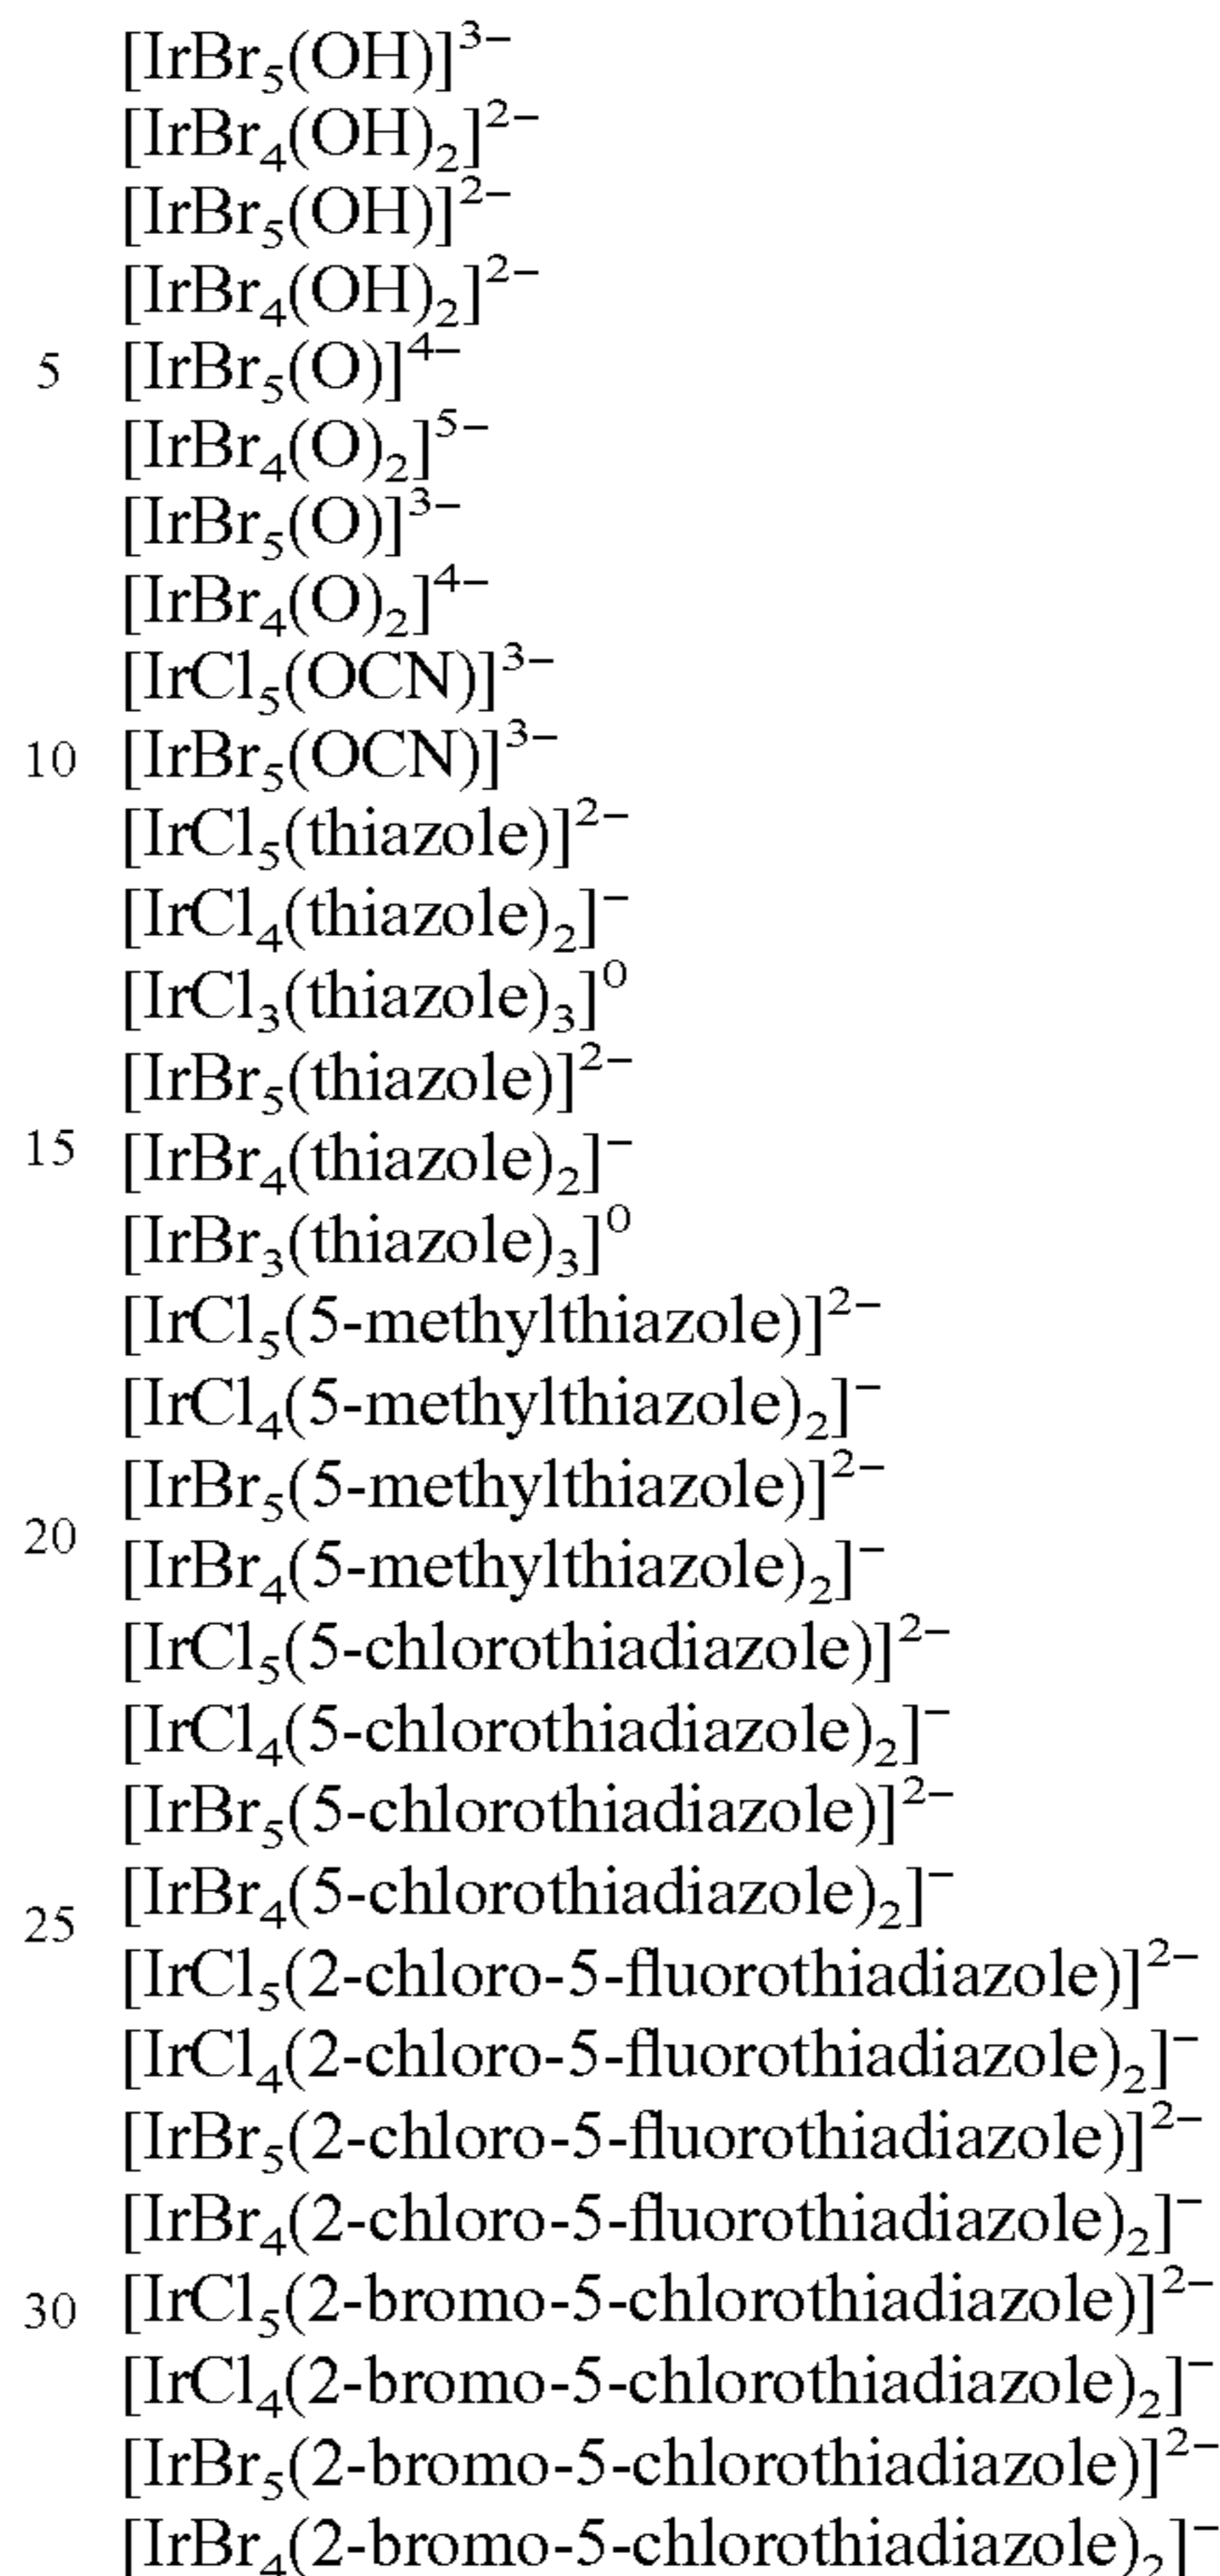 [IrBr₅(OH)]³⁻
[IrBr₄(OH)₂]²⁻
[IrBr₅(OH)]²⁻
[IrBr₄(OH)₂]²⁻
5 [IrBr₅(O)]⁴⁻
[IrBr₄(O)₂]⁵⁻
[IrBr₅(O)]³⁻
[IrBr₄(O)₂]⁴⁻
[IrCl₅(OCN)]³⁻
10 [IrBr₅(OCN)]³⁻
[IrCl₅(thiazole)]²⁻
[IrCl₄(thiazole)₂]⁻
[IrCl₃(thiazole)₃]⁰
[IrBr₅(thiazole)]²⁻
15 [IrBr₄(thiazole)₂]⁻
[IrBr₃(thiazole)₃]⁰
[IrCl₅(5-methylthiazole)]²⁻
[IrCl₄(5-methylthiazole)₂]⁻
[IrBr₅(5-methylthiazole)]²⁻
20 [IrBr₄(5-methylthiazole)₂]⁻
[IrCl₅(5-chlorothiadiazole)]²⁻
[IrCl₄(5-chlorothiadiazole)₂]⁻
[IrBr₅(5-chlorothiadiazole)]²⁻
25 [IrBr₄(5-chlorothiadiazole)₂]⁻
[IrCl₅(2-chloro-5-fluorothiadiazole)]²⁻
[IrCl₄(2-chloro-5-fluorothiadiazole)₂]⁻
[IrBr₅(2-chloro-5-fluorothiadiazole)]²⁻
[IrBr₄(2-chloro-5-fluorothiadiazole)₂]⁻
30 [IrCl₅(2-bromo-5-chlorothiadiazole)]²⁻
[IrCl₄(2-bromo-5-chlorothiadiazole)₂]⁻
[IrBr₅(2-bromo-5-chlorothiadiazole)]²⁻
[IrBr₄(2-bromo-5-chlorothiadiazole)₂]⁻